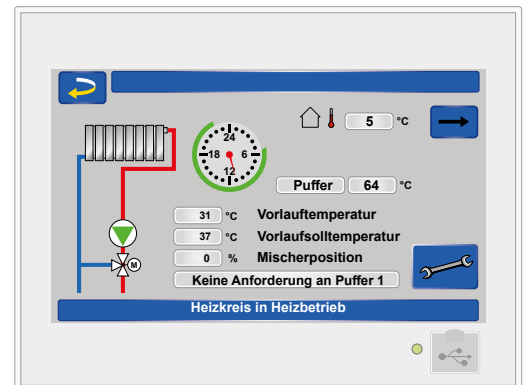 5 °C
24
18 6
12
Puffer 64 °C
31 °C Vorlauftemperatur
37 °C Vorlaufsolltemperatur
0 % Mischerposition
M
Keine Anforderung an Puffer 1
Heizkreis in Heizbetrieb